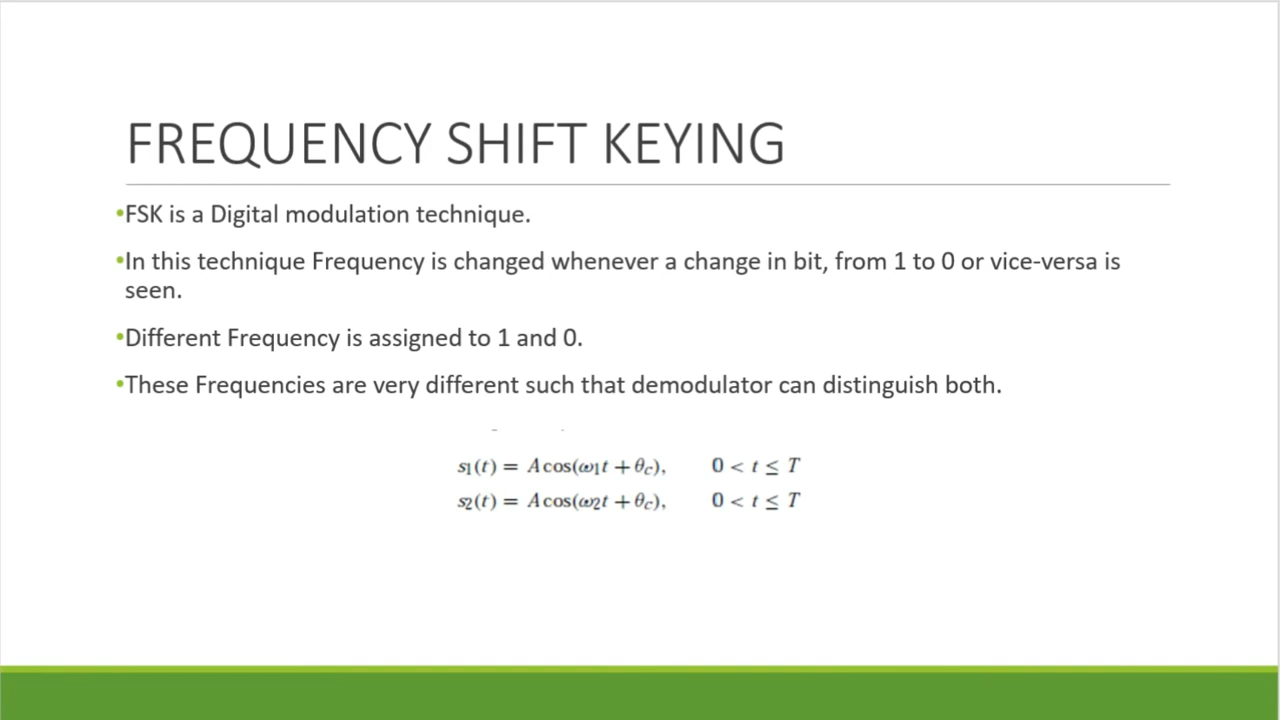 FREQUENCY SHIFT KEYING
•FSK is a Digital modulation technique.
•In this technique Frequency is changed whenever a change in bit, from 1 to 0 or vice-versa is
seen.
•Different Frequency is assigned to 1 and 0.
•These Frequencies are very different such that demodulator can distinguish both.
s₁(t) = A cos(ω₁t + θc), 0 < t ≤ T
s₂(t) = A cos(ω₂t + θc), 0 < t ≤ T